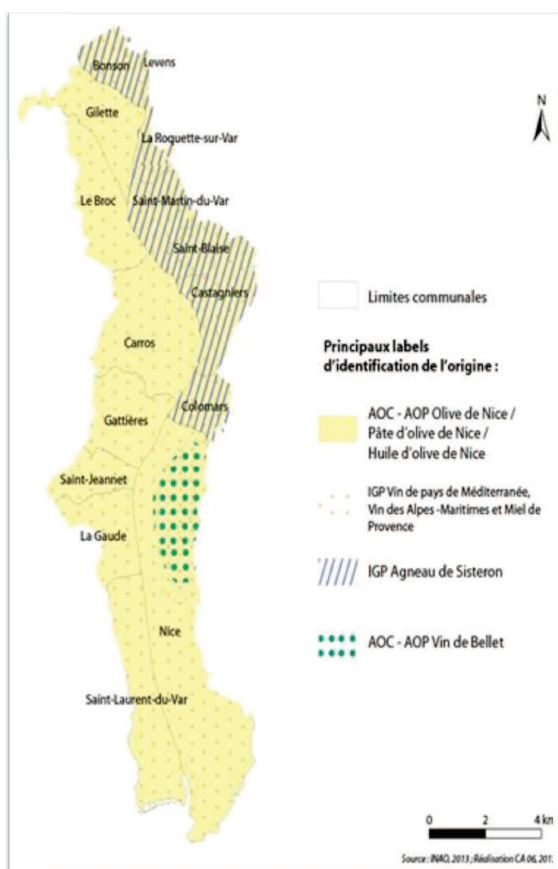 Bonson
Levens
Gilette
La Roquette-sur-Var
Le Broc
Saint-Martin-du-Var
Saint-Blaise
Castagniers
Carros
Colomars
Gattières
Saint-Jeannet
La Gaude
Nice
Saint-Laurent-du-Var
N
Limites communales
Principaux labels
d'identification de l'origine :
AOC - AOP Olive de Nice /
Pâte d'olive de Nice /
Huile d'olive de Nice
IGP Vin de pays de Méditerranée,
Vin des Alpes -Maritimes et Miel de
Provence
IGP Agneau de Sisteron
AOC - AOP Vin de Bellet
0 2 4 km
Source : INAO, 2013 ; Réalisation CA 06,